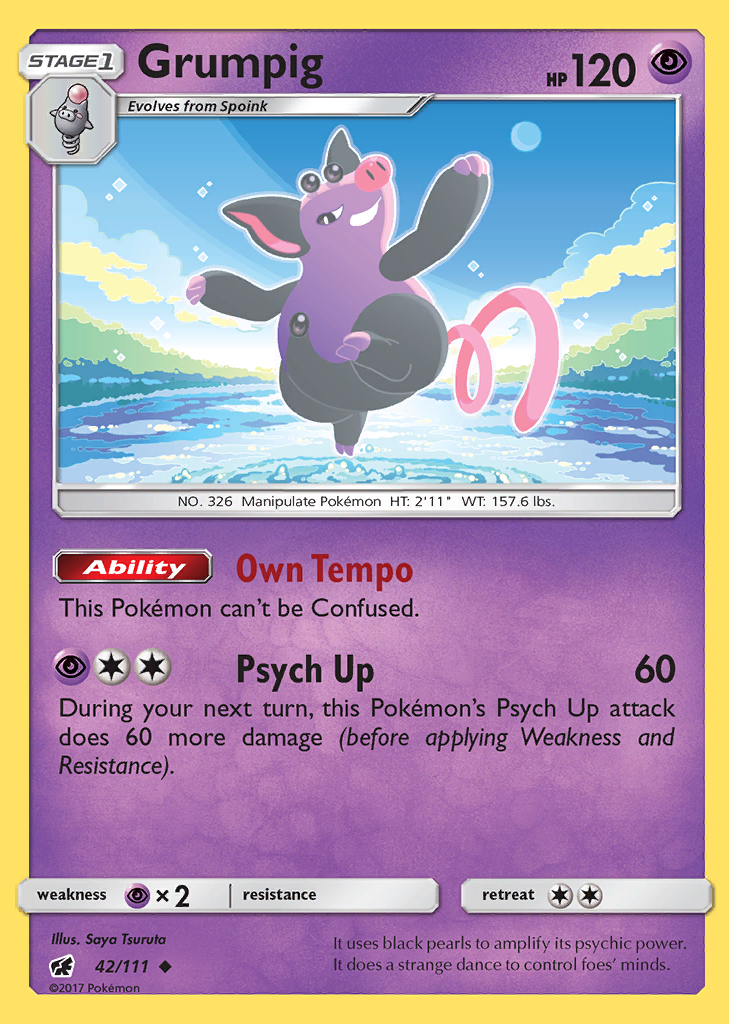 STAGE1 Grumpig HP 120
Evolves from Spoink
NO. 326 Manipulate Pokémon HT: 2'11" WT: 157.6 lbs.
Ability Own Tempo
This Pokémon can't be Confused.
Psych Up 60
During your next turn, this Pokémon's Psych Up attack
does 60 more damage (before applying Weakness and
Resistance).
weakness ×2 resistance retreat
Illus. Saya Tsuruta
42/111
©2017 Pokémon
It uses black pearls to amplify its psychic power.
It does a strange dance to control foes' minds.